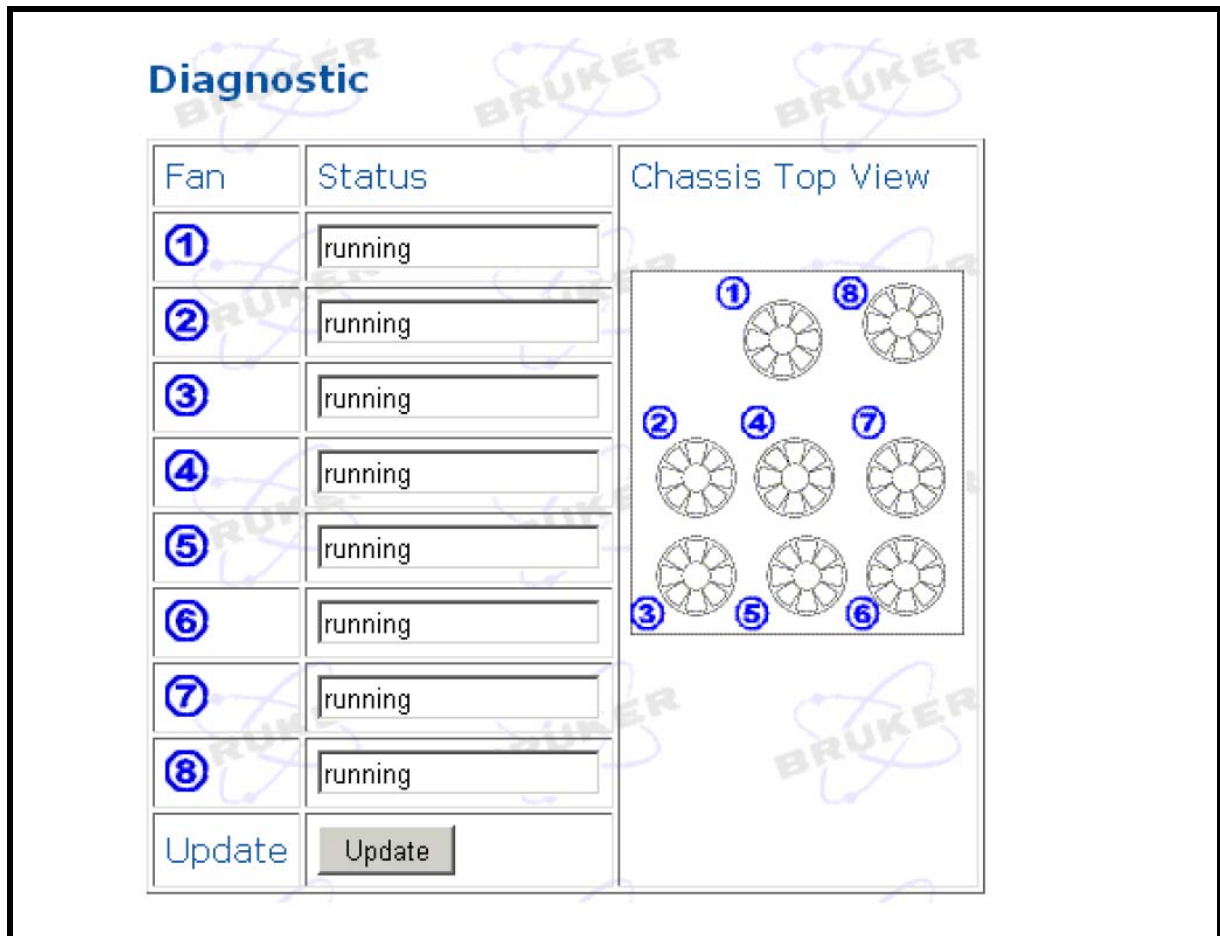 Diagnostic
Fan Status Chassis Top View
1 running
2 running
3 running
4 running
5 running
6 running
7 running
8 running
Update Update
1 8
2 4 7
3 5 6
BRUKER